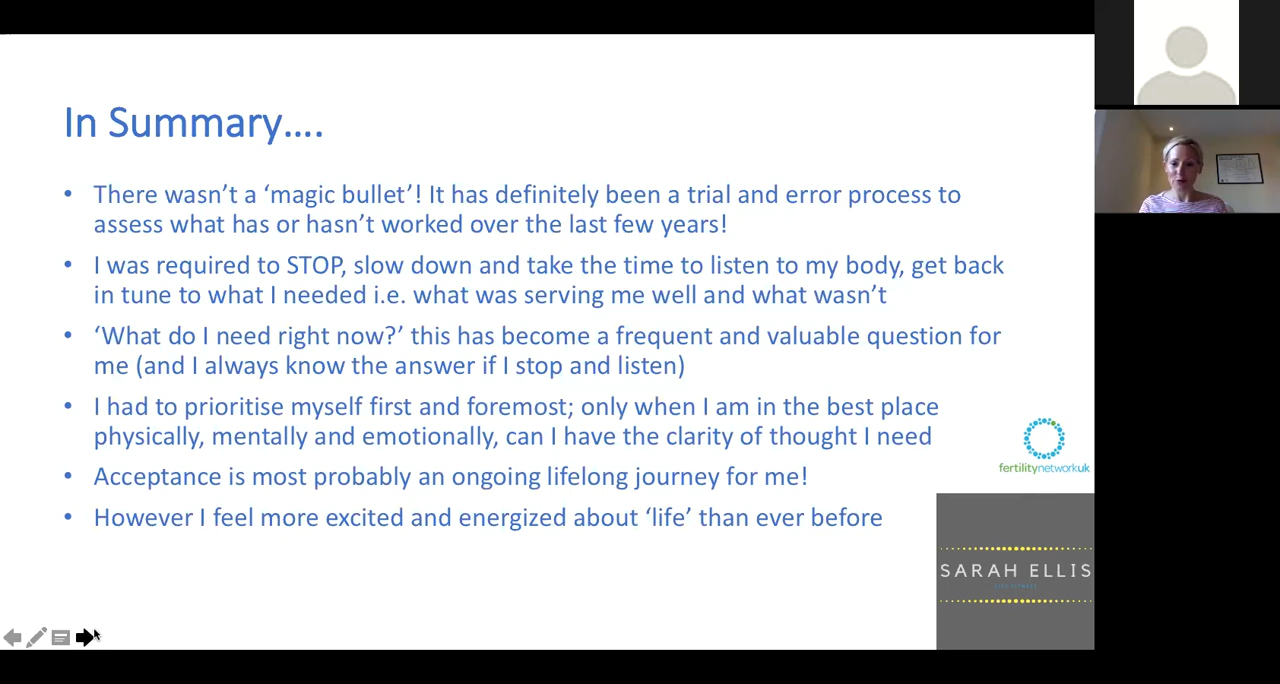 In Summary….
• There wasn’t a ‘magic bullet’! It has definitely been a trial and error process to
assess what has or hasn’t worked over the last few years!
• I was required to STOP, slow down and take the time to listen to my body, get back
in tune to what I needed i.e. what was serving me well and what wasn’t
• ‘What do I need right now?’ this has become a frequent and valuable question for
me (and I always know the answer if I stop and listen)
• I had to prioritise myself first and foremost; only when I am in the best place
physically, mentally and emotionally, can I have the clarity of thought I need
• Acceptance is most probably an ongoing lifelong journey for me!
• However I feel more excited and energized about ‘life’ than ever before
fertilitynetworkuk
SARAH ELLIS